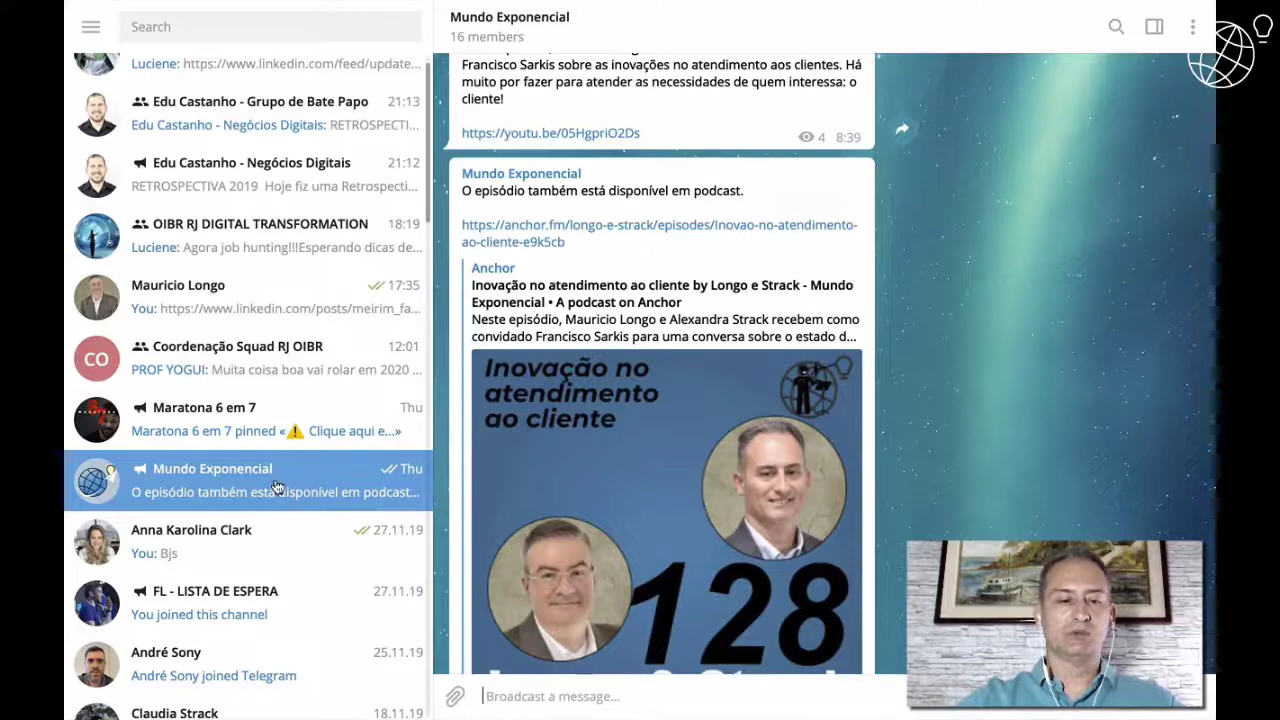 Search
Luciene: https://www.linkedin.com/feed/update...
Edu Castanho - Grupo de Bate Papo 21:13
Edu Castanho - Negócios Digitais: RETROSPECTI...
Edu Castanho - Negócios Digitais 21:12
RETROSPECTIVA 2019 Hoje fiz uma Retrospecti...
OIBR RJ DIGITAL TRANSFORMATION 18:19
Luciene: Agora job hunting!!!Esperando dicas de...
Mauricio Longo 17:35
You: https://www.linkedin.com/posts/meirim_fa...
CO
Coordenação Squad RJ OIBR 12:01
PROF YOGUI: Muita coisa boa vai rolar em 2020 ...
Maratona 6 em 7 Thu
Maratona 6 em 7 pinned «⚠️ Clique aqui e...»
Mundo Exponencial Thu
O episódio também está disponível em podcast...
Anna Karolina Clark 27.11.19
You: Bjs
FL - LISTA DE ESPERA 27.11.19
You joined this channel
André Sony 25.11.19
André Sony joined Telegram
Claudia Strack 18.11.19
Mundo Exponencial
16 members
Francisco Sarkis sobre as inovações no atendimento aos clientes. Há
muito por fazer para atender as necessidades de quem interessa: o
cliente!
https://youtu.be/05HgpriO2Ds 4 8:39
Mundo Exponencial
O episódio também está disponível em podcast.
https://anchor.fm/longo-e-strack/episodes/Inovao-no-atendimento-
ao-cliente-e9k5cb
Anchor
Inovação no atendimento ao cliente by Longo e Strack - Mundo
Exponencial • A podcast on Anchor
Neste episódio, Mauricio Longo e Alexandra Strack recebem como
convidado Francisco Sarkis para uma conversa sobre o estado d...
Inovação no
atendimento
ao cliente
128
Broadcast a message...